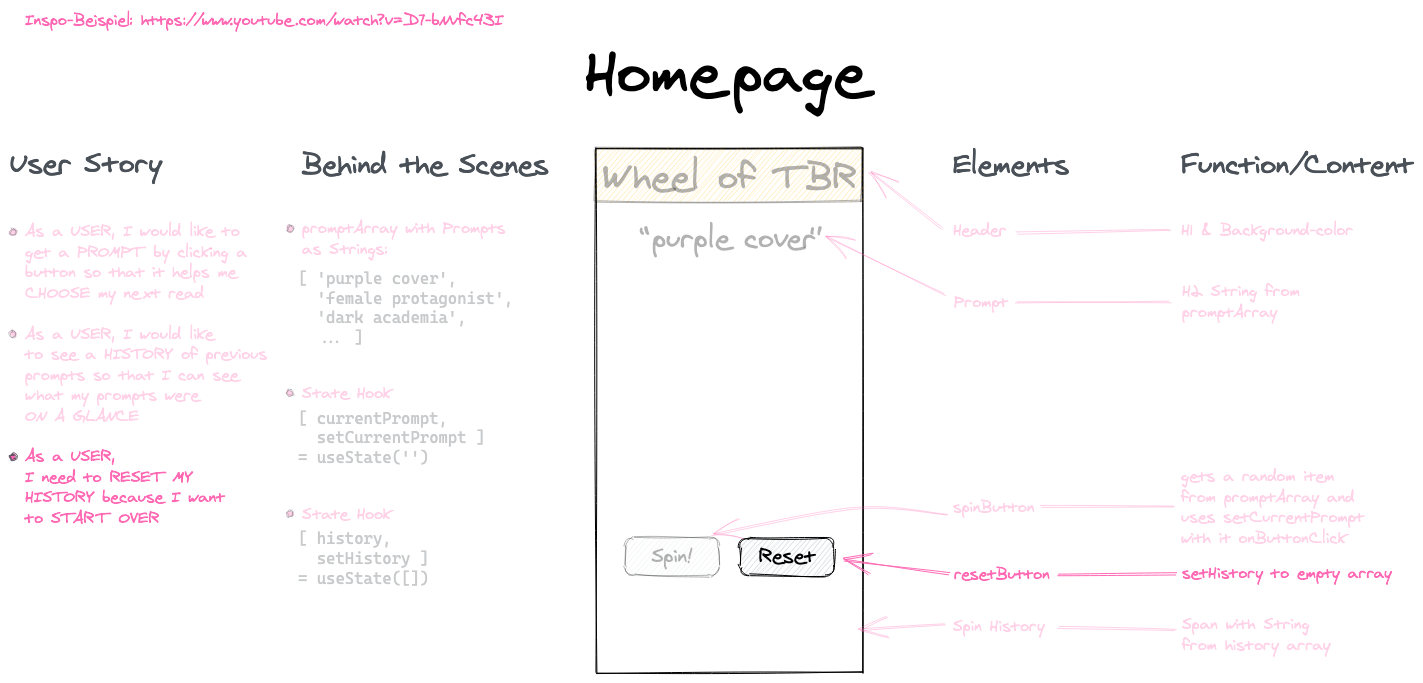 Inspo-Beispiel: https://www.youtube.com/watch?v=D7-bMfc43I
Homepage
User Story
As a USER, I would like to
get a PROMPT by clicking a
button so that it helps me
CHOOSE my next read
As a USER, I would like
to see a HISTORY of previous
prompts so that I can see
what my prompts were
ON A GLANCE
As a USER,
I need to RESET MY
HISTORY because I want
to START OVER
Behind the Scenes
promptArray with Prompts
as Strings:
[ 'purple cover',
'female protagonist',
'dark academia',
... ]
State Hook
[ currentPrompt,
setCurrentPrompt ]
= useState('')
State Hook
[ history,
setHistory ]
= useState([])
Wheel of TBR
"purple cover"
Spin!
Reset
Elements
Header
Prompt
spinButton
resetButton
Spin History
Function/Content
H1 & Background-color
H2 String from
promptArray
gets a random item
from promptArray and
uses setCurrentPrompt
with it onButtonClick
setHistory to empty array
Span with String
from history array